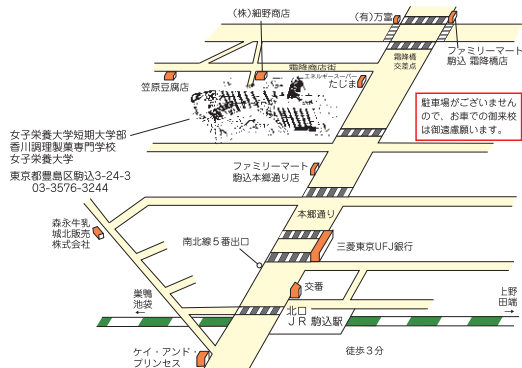 (株)細野商店
(有)万富
ファミリーマート
駒込 霜降橋店
霜降橋
交差点
霜降商店街
エネルギースーパー
たじま
笠原豆腐店
駐車場がございません
ので、お車での御来校
は御遠慮願います。
女子栄養大学短期大学部
香川調理製菓専門学校
女子栄養大学
東京都豊島区駒込3-24-3
03-3576-3244
ファミリーマート
駒込本郷通り店
本郷通り
森永牛乳
城北販売
株式会社
南北線5番出口
三菱東京UFJ銀行
交番
巣鴨
池袋
←
上野
田端
→
北口
JR 駒込駅
ケイ・アンド・
プリンセス
徒歩3分